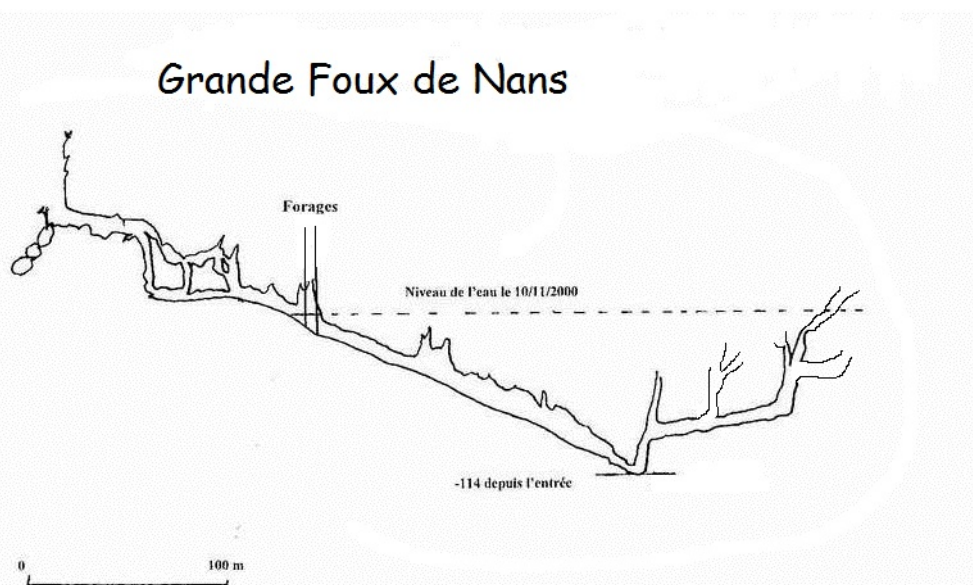 Grande Foux de Nans
Forages
Niveau de l'eau le 10/11/2000
-114 depuis l'entrée
0 100 m